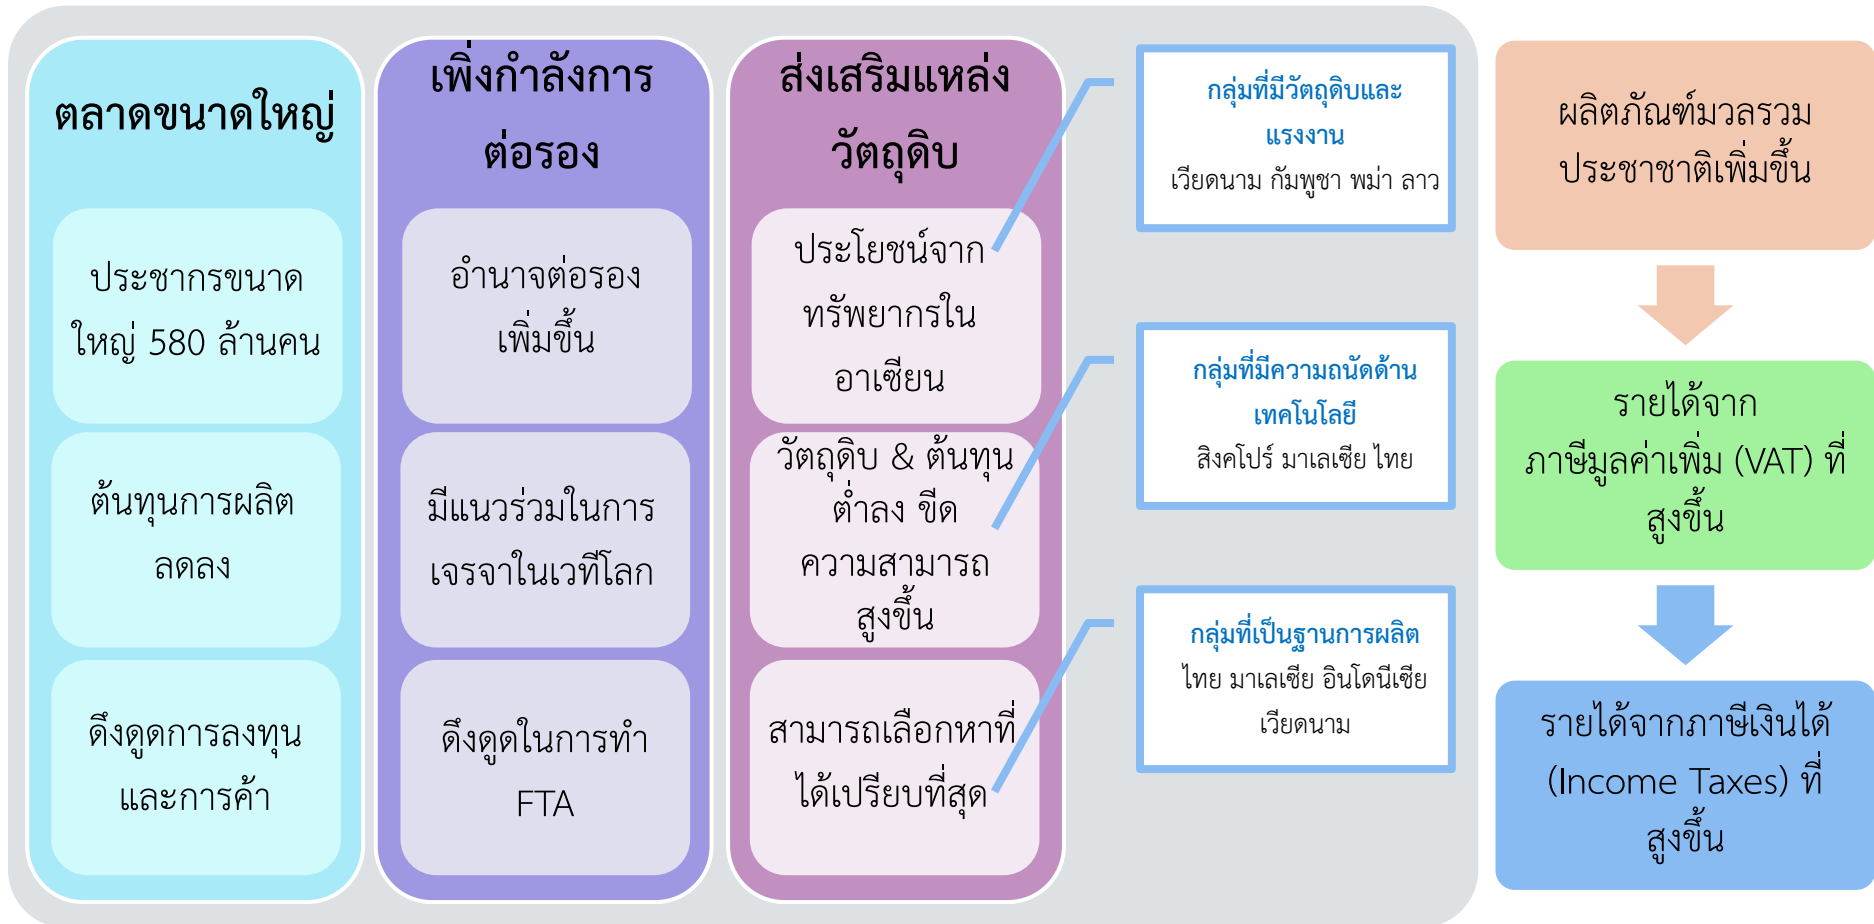 ตลาดขนาดใหญ่
ประชากรขนาด
ใหญ่ 580 ล้านคน
ต้นทุนการผลิต
ลดลง
ดึงดูดการลงทุน
และการค้า
เพิ่งกำลังการ
ต่อรอง
อำนาจต่อรอง
เพิ่มขึ้น
มีแนวร่วมในการ
เจรจาในเวทีโลก
ดึงดูดในการทำ
FTA
ส่งเสริมแหล่ง
วัตถุดิบ
ประโยชน์จาก
ทรัพยากรใน
อาเซียน
วัตถุดิบ & ต้นทุน
ต่ำลง ขีด
ความสามารถ
สูงขึ้น
สามารถเลือกหาที่
ได้เปรียบที่สุด
กลุ่มที่มีวัตถุดิบและ
แรงงาน
เวียดนาม กัมพูชา พม่า ลาว
กลุ่มที่มีความถนัดด้าน
เทคโนโลยี
สิงคโปร์ มาเลเซีย ไทย
กลุ่มที่เป็นฐานการผลิต
ไทย มาเลเซีย อินโดนีเซีย
เวียดนาม
ผลิตภัณฑ์มวลรวม
ประชาชาติเพิ่มขึ้น
รายได้จาก
ภาษีมูลค่าเพิ่ม (VAT) ที่
สูงขึ้น
รายได้จากภาษีเงินได้
(Income Taxes) ที่
สูงขึ้น